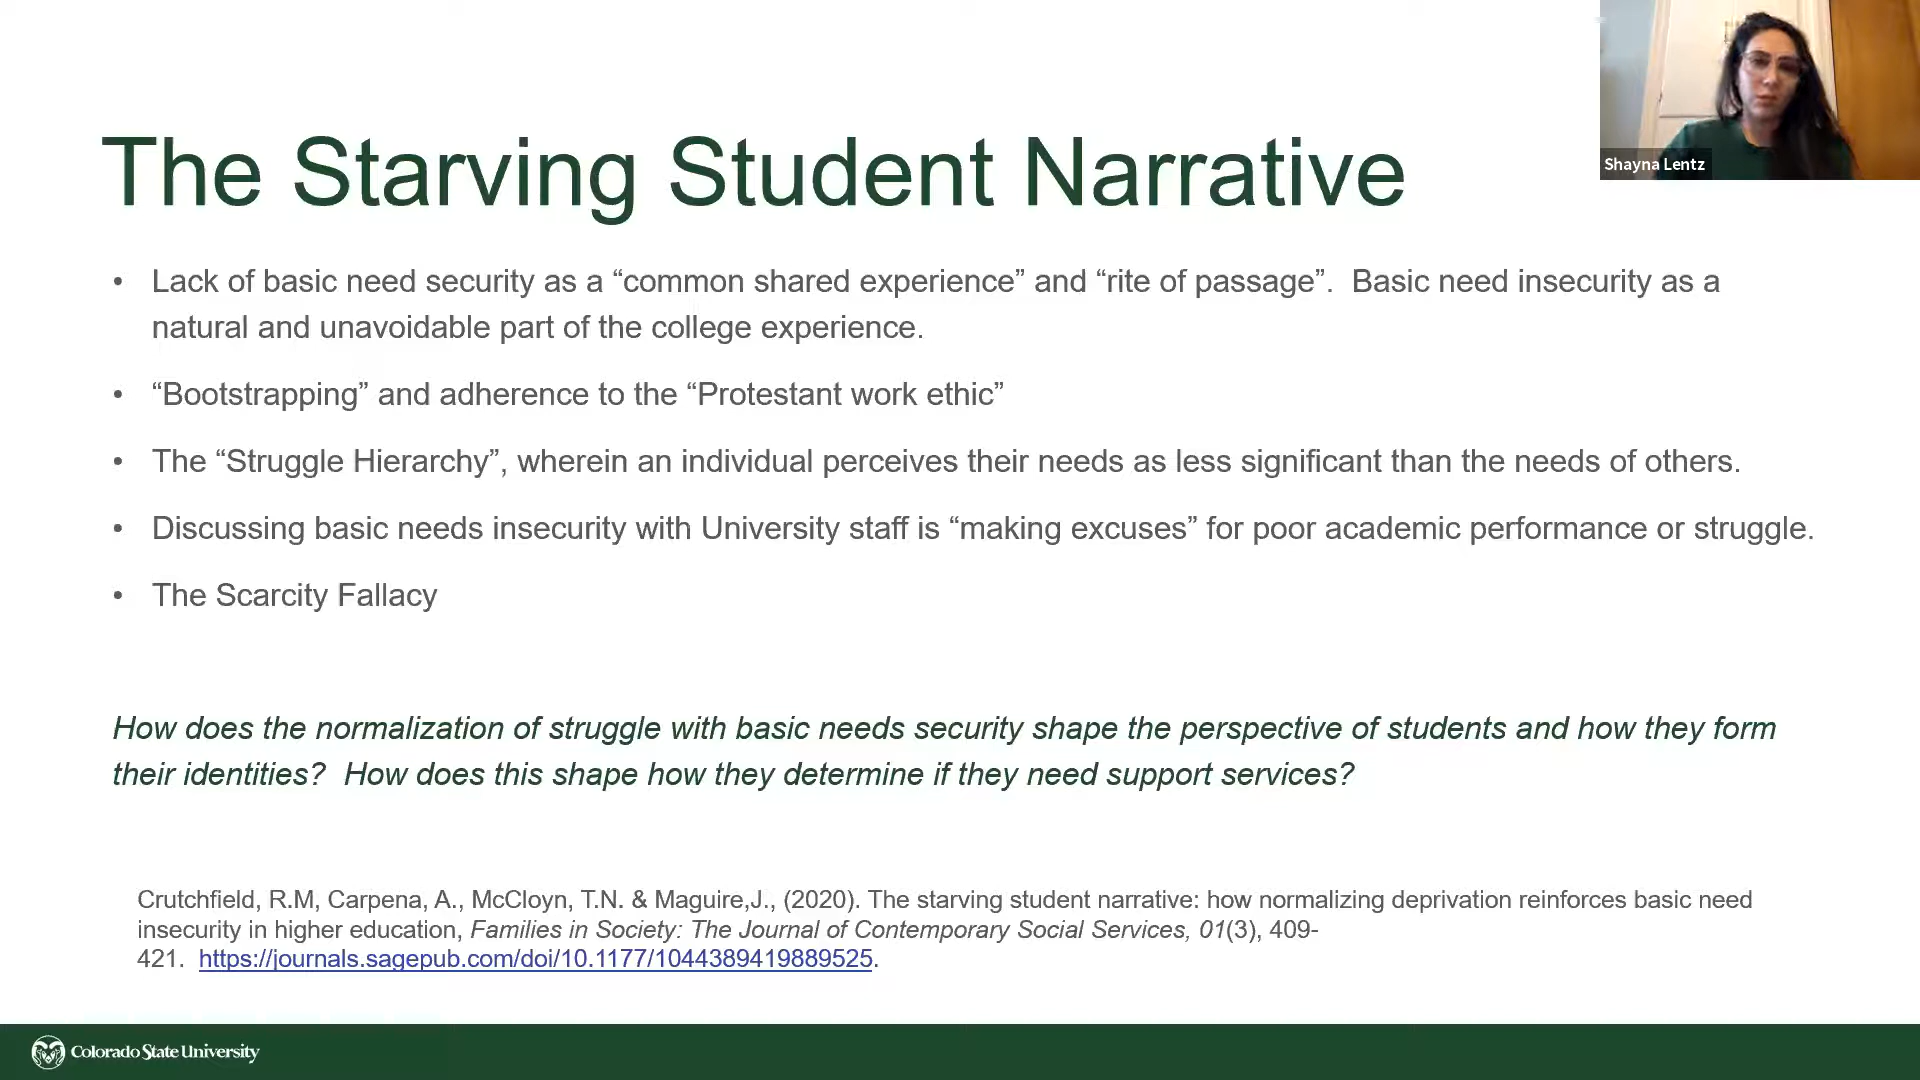 Shayna Lentz
The Starving Student Narrative
• Lack of basic need security as a “common shared experience” and “rite of passage”.  Basic need insecurity as a
natural and unavoidable part of the college experience.
• “Bootstrapping” and adherence to the “Protestant work ethic”
• The “Struggle Hierarchy”, wherein an individual perceives their needs as less significant than the needs of others.
• Discussing basic needs insecurity with University staff is “making excuses” for poor academic performance or struggle.
• The Scarcity Fallacy
How does the normalization of struggle with basic needs security shape the perspective of students and how they form
their identities?  How does this shape how they determine if they need support services?
Crutchfield, R.M, Carpena, A., McCloyn, T.N. & Maguire,J., (2020). The starving student narrative: how normalizing deprivation reinforces basic need
insecurity in higher education, Families in Society: The Journal of Contemporary Social Services, 01(3), 409-
421.  https://journals.sagepub.com/doi/10.1177/1044389419889525.
Colorado State University